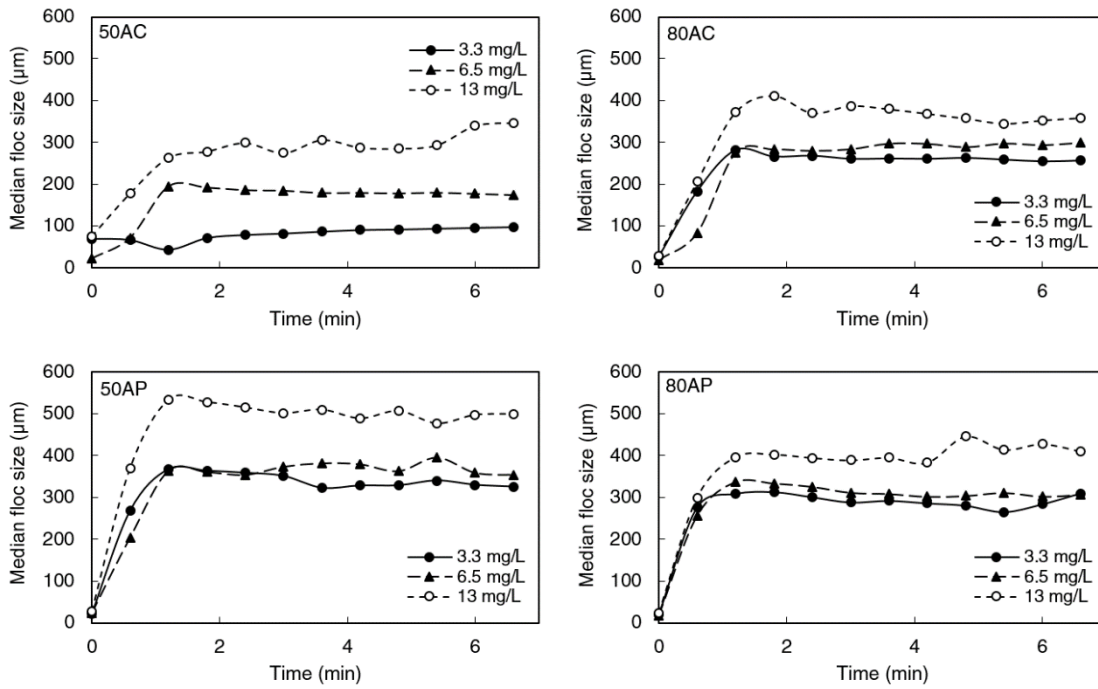 600
500
400
300
200
100
0
Median floc size (µm)
50AC
3.3 mg/L
6.5 mg/L
13 mg/L
0 2 4 6
Time (min)
600
500
400
300
200
100
0
Median floc size (µm)
80AC
3.3 mg/L
6.5 mg/L
13 mg/L
0 2 4 6
Time (min)
600
500
400
300
200
100
0
Median floc size (µm)
50AP
3.3 mg/L
6.5 mg/L
13 mg/L
0 2 4 6
Time (min)
600
500
400
300
200
100
0
Median floc size (µm)
80AP
3.3 mg/L
6.5 mg/L
13 mg/L
0 2 4 6
Time (min)